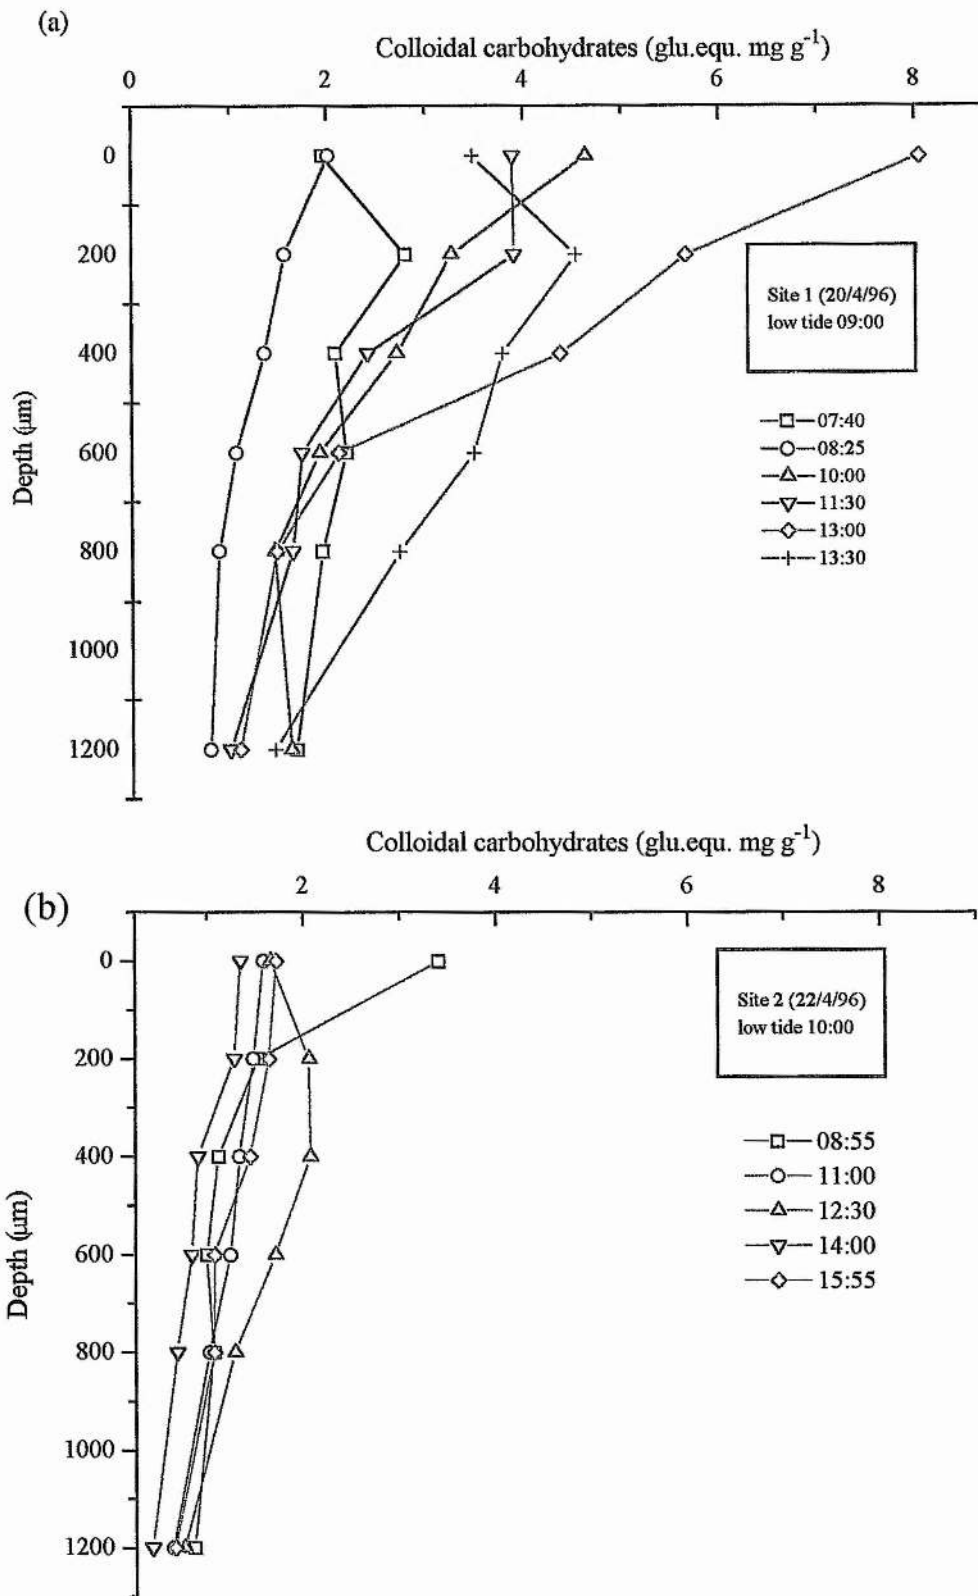 (a)
Colloidal carbohydrates (glu.equ. mg g⁻¹)
0 2 4 6 8
0
200
400
600
800
1000
1200
Depth (µm)
Site 1 (20/4/96)
low tide 09:00
07:40
08:25
10:00
11:30
13:00
13:30
Colloidal carbohydrates (glu.equ. mg g⁻¹)
2 4 6 8
(b)
0
200
400
600
800
1000
1200
Depth (µm)
Site 2 (22/4/96)
low tide 10:00
08:55
11:00
12:30
14:00
15:55